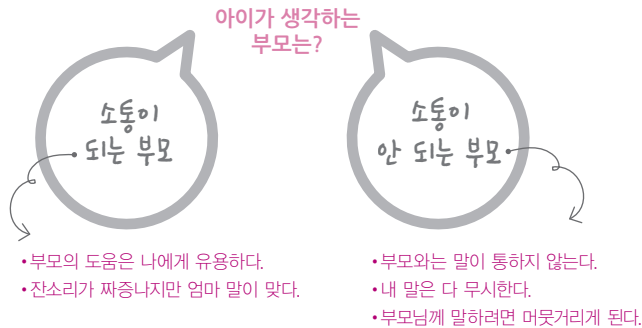 아이가 생각하는
부모는?
소통이
되는 부모
소통이
안 되는 부모
•부모의 도움은 나에게 유용하다.
•잔소리가 짜증나지만 엄마 말이 맞다.
•부모와는 말이 통하지 않는다.
•내 말은 다 무시한다.
•부모님께 말하려면 머뭇거리게 된다.